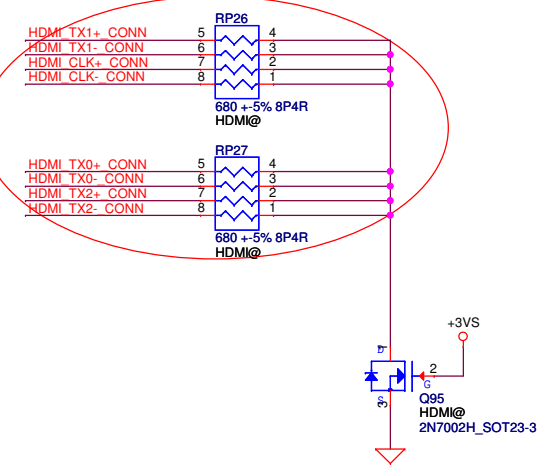 RP26
HDMI_TX1+_CONN 5 4
HDMI_TX1-_CONN 6 3
HDMI_CLK+_CONN 7 2
HDMI_CLK-_CONN 8 1
680 +-5% 8P4R
HDMI@
RP27
HDMI_TX0+_CONN 5 4
HDMI_TX0-_CONN 6 3
HDMI_TX2+_CONN 7 2
HDMI_TX2-_CONN 8 1
680 +-5% 8P4R
HDMI@
+3VS
D 1
2
G
S 3
Q95
HDMI@
2N7002H_SOT23-3